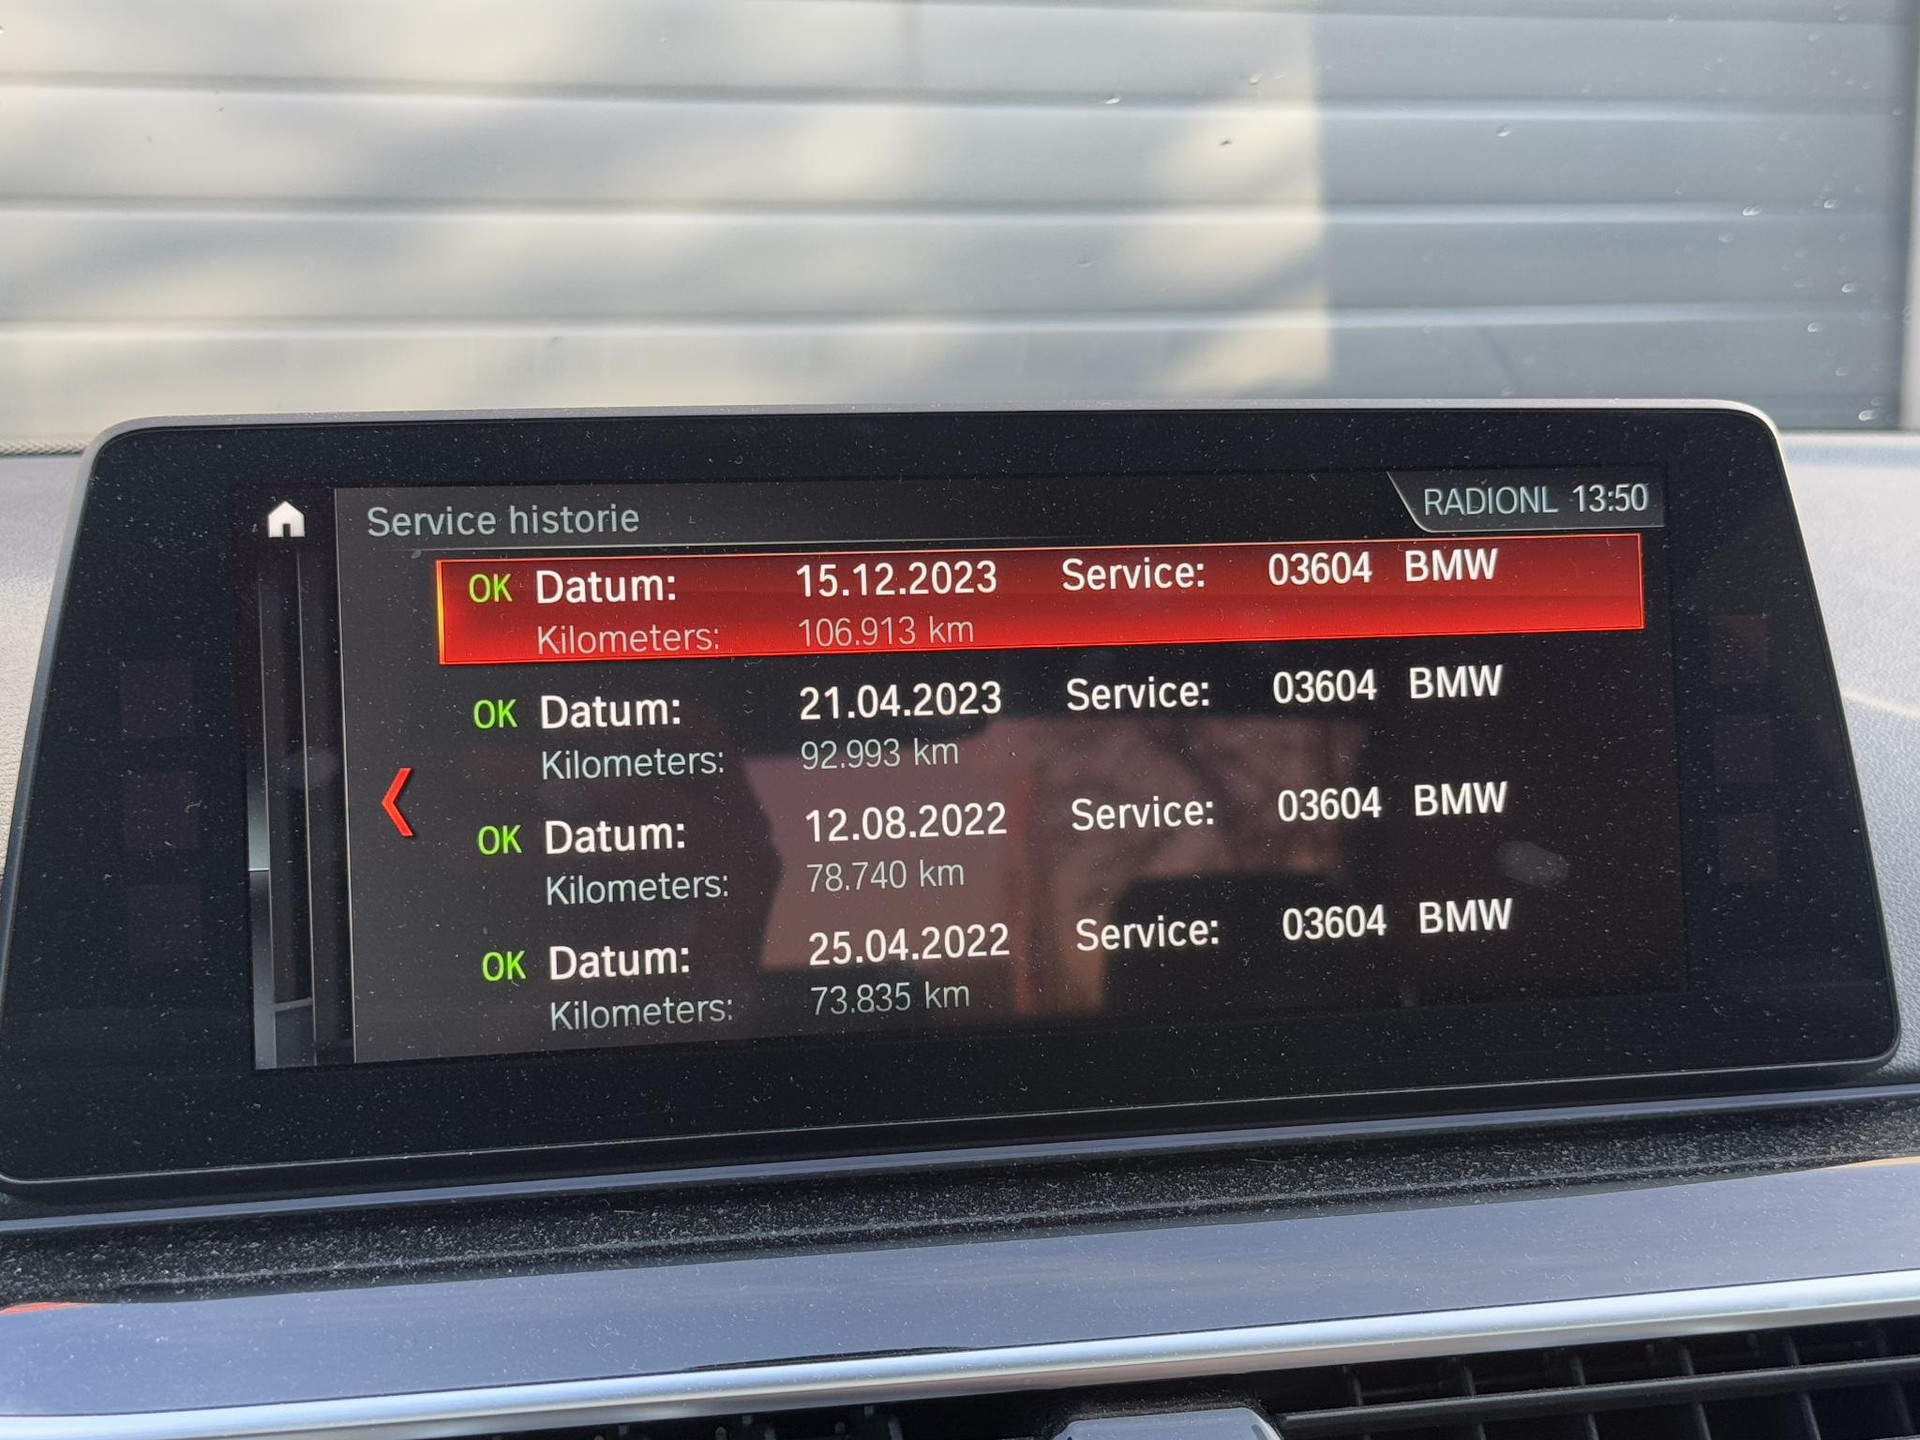 Service historie RADIONL 13:50
OK Datum: 15.12.2023 Service: 03604 BMW
Kilometers: 106.913 km
OK Datum: 21.04.2023 Service: 03604 BMW
Kilometers: 92.993 km
OK Datum: 12.08.2022 Service: 03604 BMW
Kilometers: 78.740 km
OK Datum: 25.04.2022 Service: 03604 BMW
Kilometers: 73.835 km